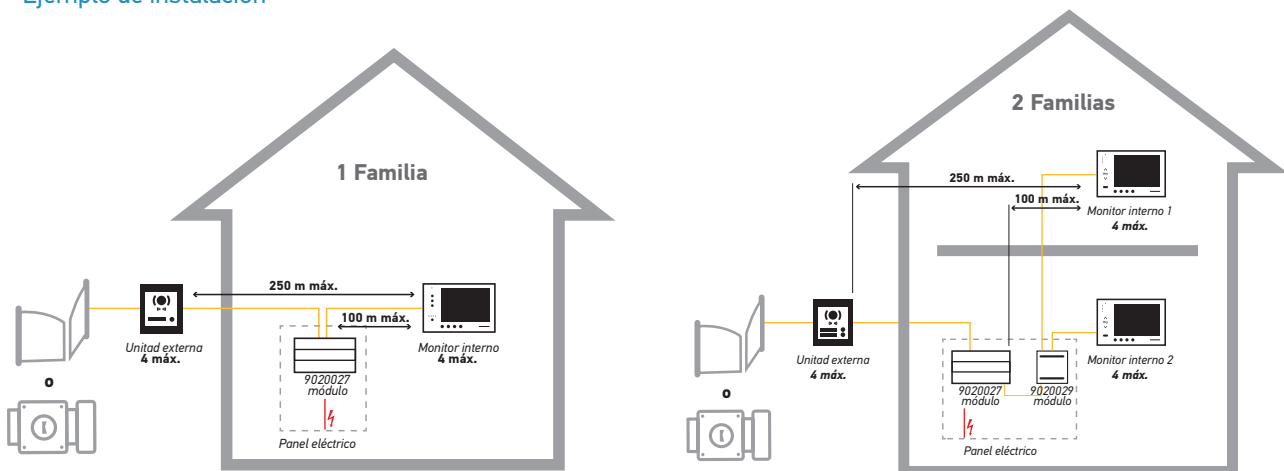 Ejemplo de instalación
1 Familia
250 m máx.
100 m máx.
Unidad externa
4 máx.
Monitor interno
4 máx.
9020027
módulo
Panel eléctrico
o
2 Familias
250 m máx.
100 m máx.
Monitor interno 1
4 máx.
Unidad externa
4 máx.
Monitor interno 2
4 máx.
9020027
módulo
9020029
módulo
Panel eléctrico
o